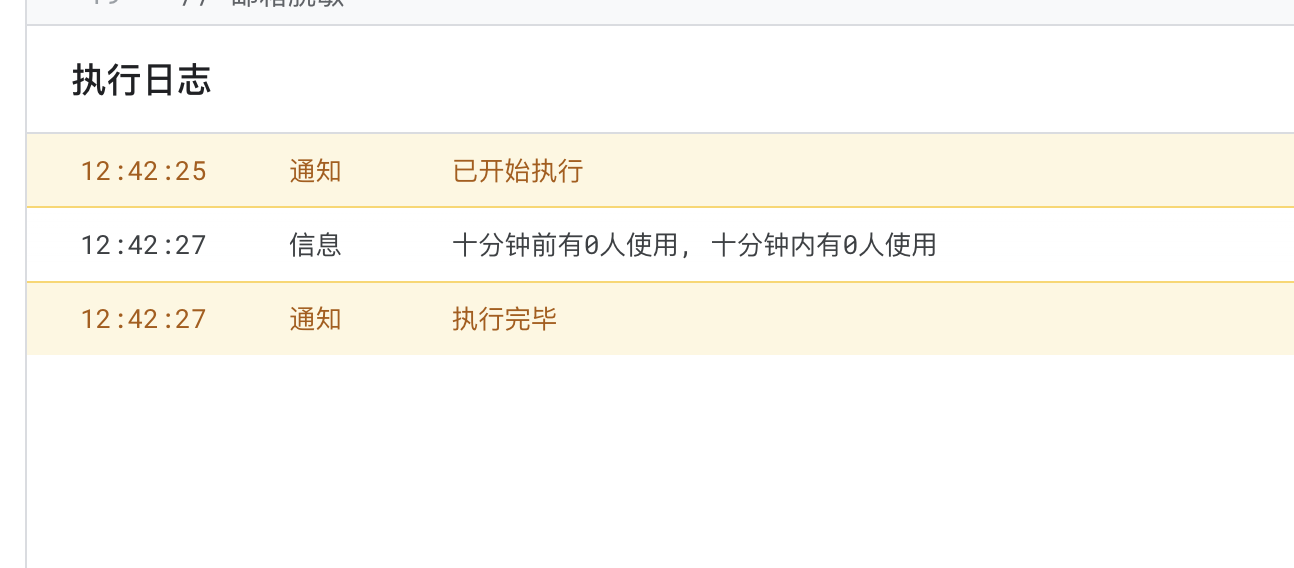 执行日志
12:42:25 通知 已开始执行
12:42:27 信息 十分钟前有0人使用, 十分钟内有0人使用
12:42:27 通知 执行完毕